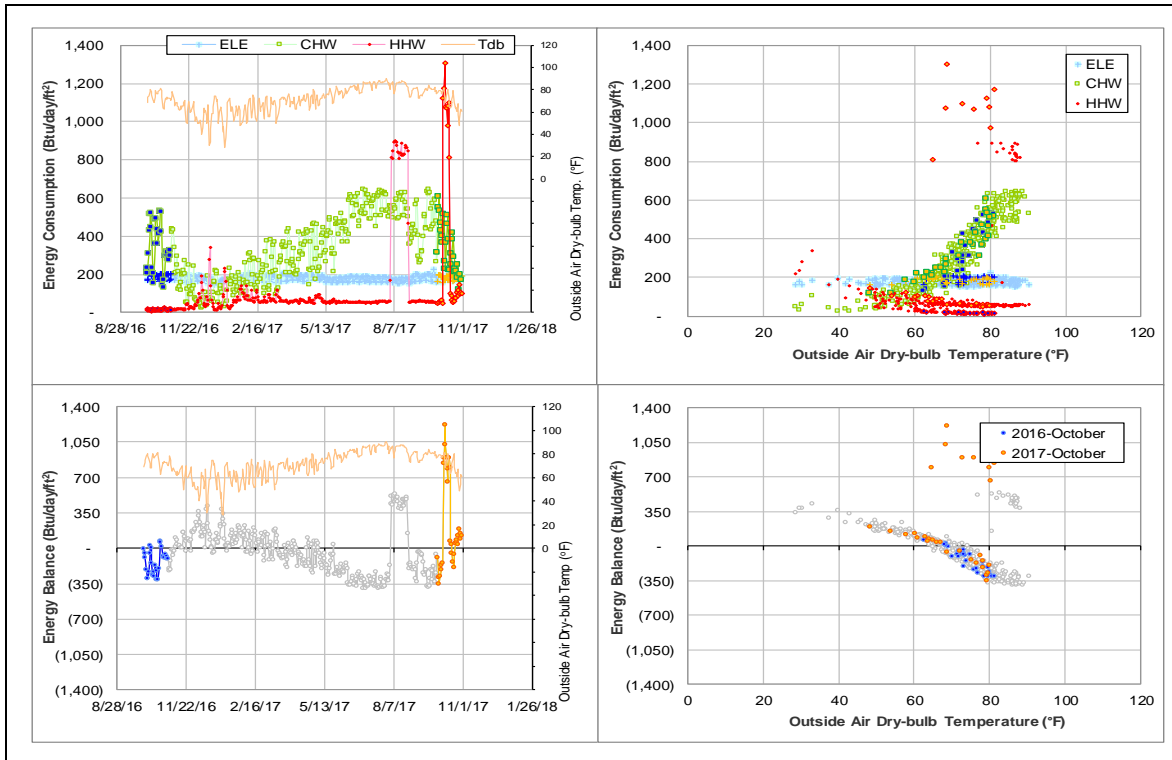 ELE CHW HHW Tdb
Energy Consumption (Btu/day/ft²)
1,400
1,200
1,000
800
600
400
200
-
120
100
80
60
40
20
0
Outside Air Dry-bulb Temp. (°F)
8/28/16 11/22/16 2/16/17 5/13/17 8/7/17 11/1/17 1/26/18
Energy Consumption (Btu/day/ft²)
1,400
1,200
1,000
800
600
400
200
-
ELE
CHW
HHW
0 20 40 60 80 100 120
Outside Air Dry-bulb Temperature (°F)
Energy Balance (Btu/day/ft²)
1,400
1,050
700
350
-
(350)
(700)
(1,050)
(1,400)
120
100
80
60
40
20
0
Outside Air Dry-bulb Temp (°F)
8/28/16 11/22/16 2/16/17 5/13/17 8/7/17 11/1/17 1/26/18
Energy Balance (Btu/day/ft²)
1,400
1,050
700
350
-
(350)
(700)
(1,050)
(1,400)
2016-October
2017-October
0 20 40 60 80 100 120
Outside Air Dry-bulb Temperature (°F)